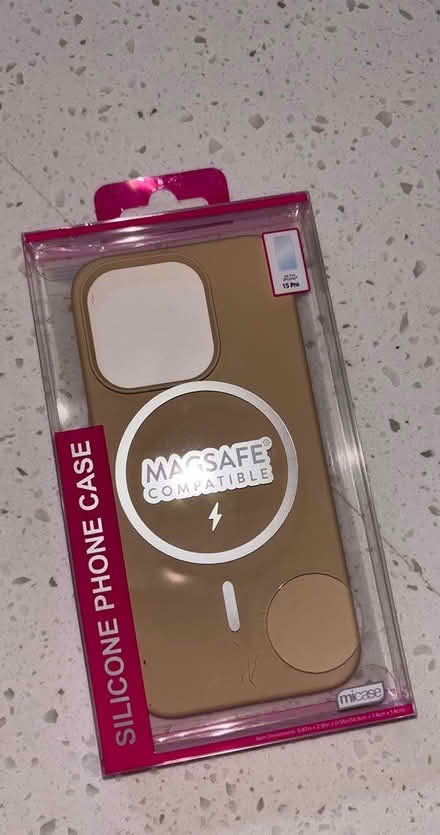 15 Pro
MAGSAFE®
COMPATIBLE
SILICONE PHONE CASE
micase